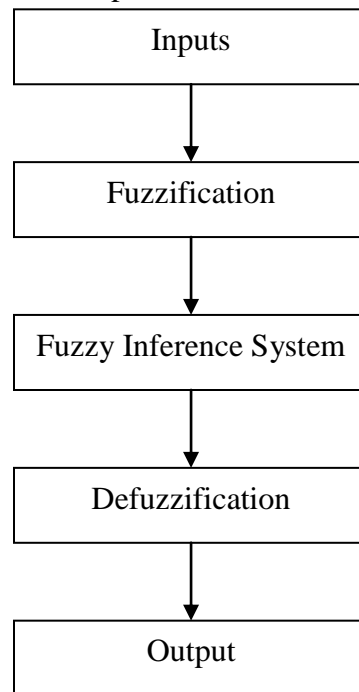 Inputs
Fuzzification
Fuzzy Inference System
Defuzzification
Output